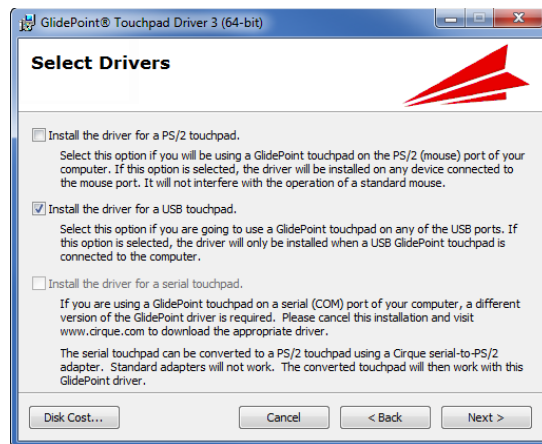 GlidePoint® Touchpad Driver 3 (64-bit)
Select Drivers
Install the driver for a PS/2 touchpad.
Select this option if you will be using a GlidePoint touchpad on the PS/2 (mouse) port of your
computer. If this option is selected, the driver will be installed on any device connected to
the mouse port. It will not interfere with the operation of a standard mouse.
Install the driver for a USB touchpad.
Select this option if you are going to use a GlidePoint touchpad on any of the USB ports. If
this option is selected, the driver will only be installed when a USB GlidePoint touchpad is
connected to the computer.
Install the driver for a serial touchpad.
If you are using a GlidePoint touchpad on a serial (COM) port of your computer, a different
version of the GlidePoint driver is required. Please cancel this installation and visit
www.cirque.com to download the appropriate driver.
The serial touchpad can be converted to a PS/2 touchpad using a Cirque serial-to-PS/2
adapter. Standard adapters will not work. The converted touchpad will then work with this
GlidePoint driver.
Disk Cost... Cancel < Back Next >